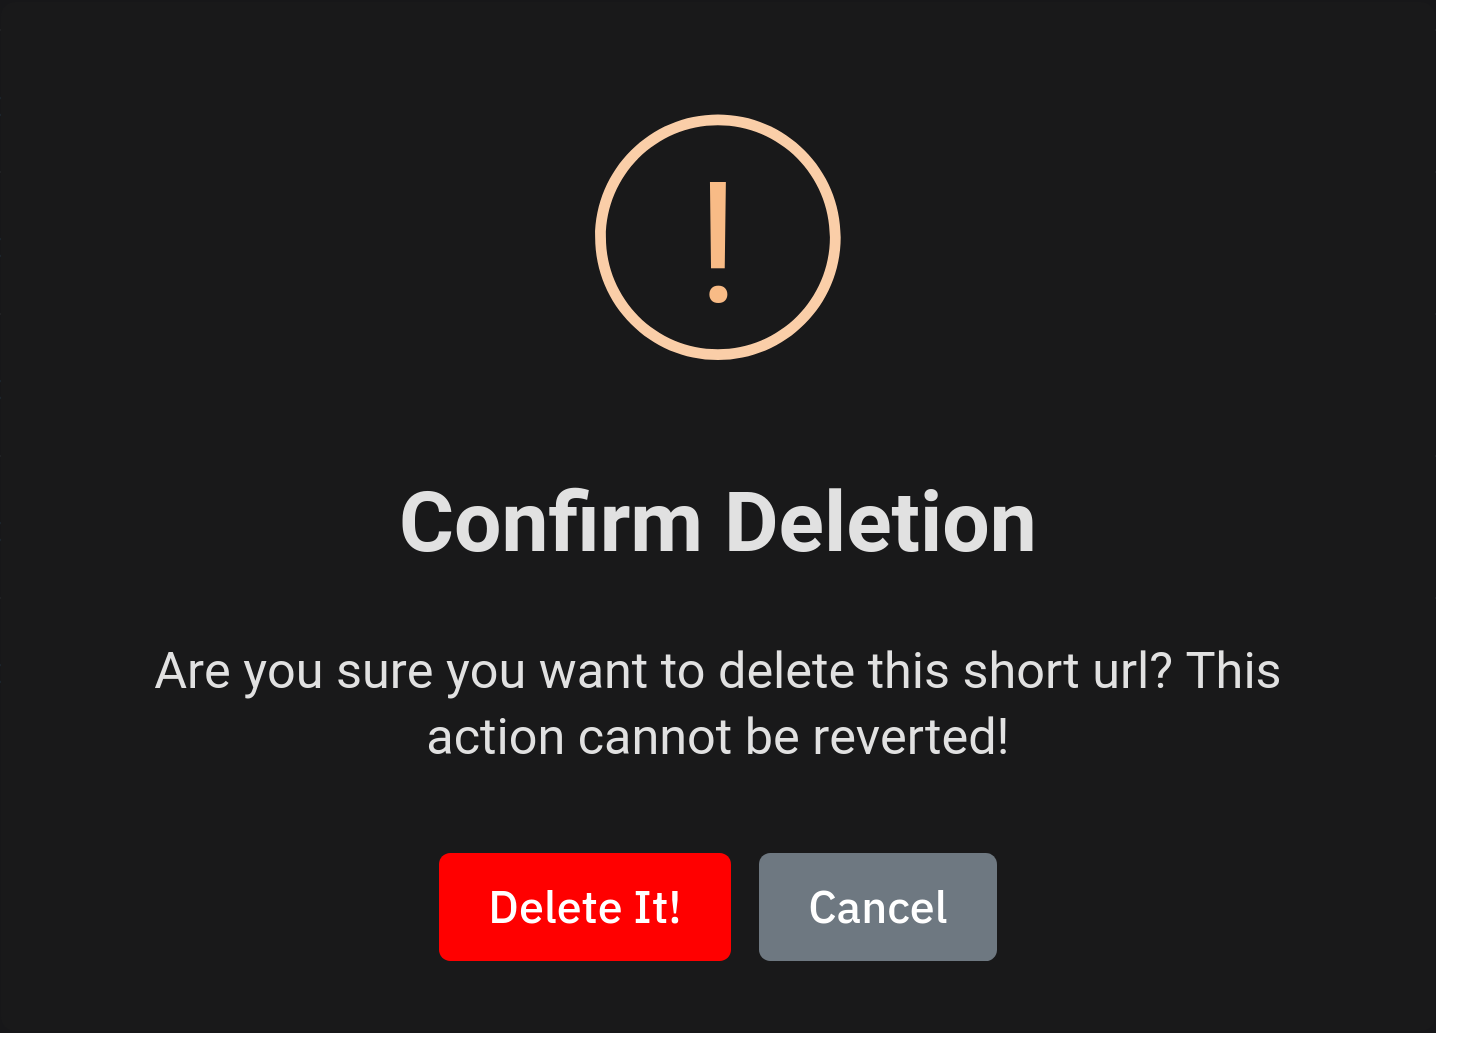 !
Confirm Deletion
Are you sure you want to delete this short url? This
action cannot be reverted!
Delete It!
Cancel